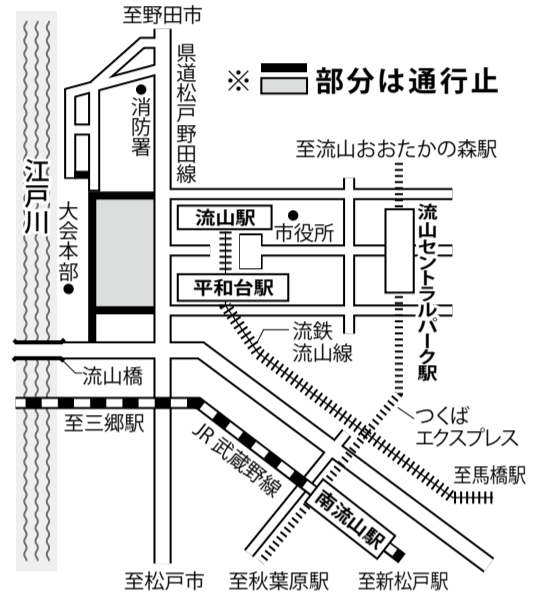 至野田市
県道松戸野田線
※
部分は通行止
消防署
至流山おおたかの森駅
江戸川
大会本部
流山駅
市役所
流山セントラルパーク駅
平和台駅
流鉄
流山線
流山橋
つくば
エクスプレス
至三郷駅
JR武蔵野線
至馬橋駅
南流山駅
至松戸市
至秋葉原駅
至新松戸駅